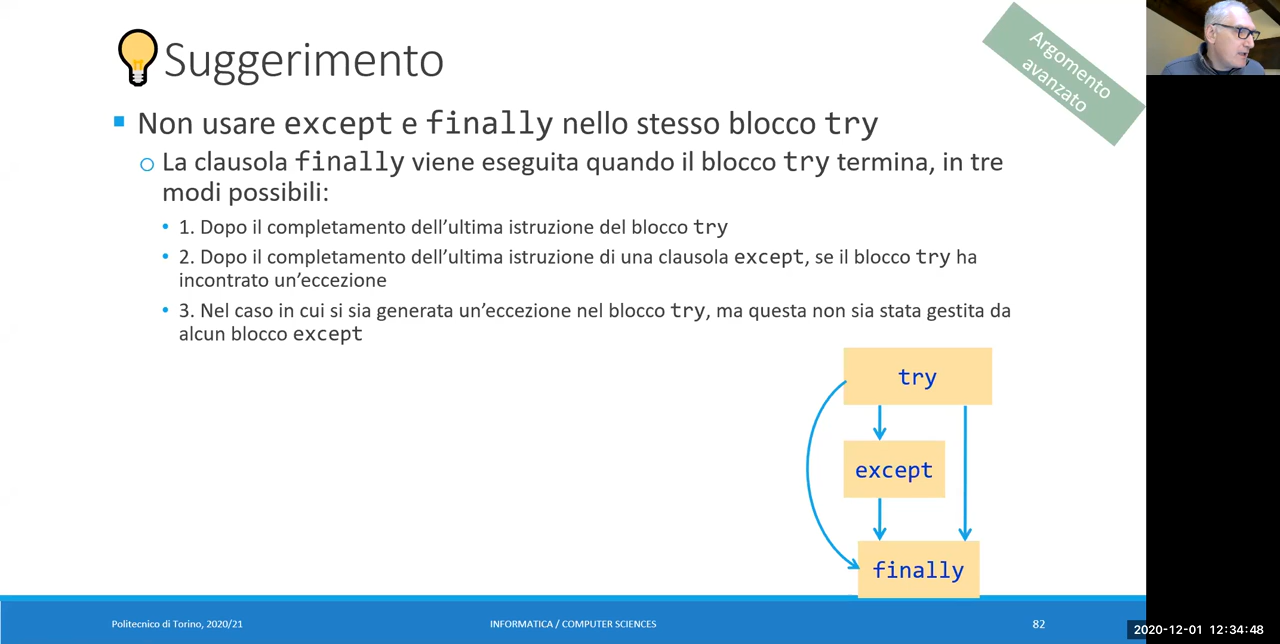 Suggerimento
Argomento
avanzato
Non usare except e finally nello stesso blocco try
La clausola finally viene eseguita quando il blocco try termina, in tre
modi possibili:
1. Dopo il completamento dell’ultima istruzione del blocco try
2. Dopo il completamento dell’ultima istruzione di una clausola except, se il blocco try ha
incontrato un’eccezione
3. Nel caso in cui si sia generata un’eccezione nel blocco try, ma questa non sia stata gestita da
alcun blocco except
try
except
finally
Politecnico di Torino, 2020/21
INFORMATICA / COMPUTER SCIENCES
82
2020-12-01 12:34:48